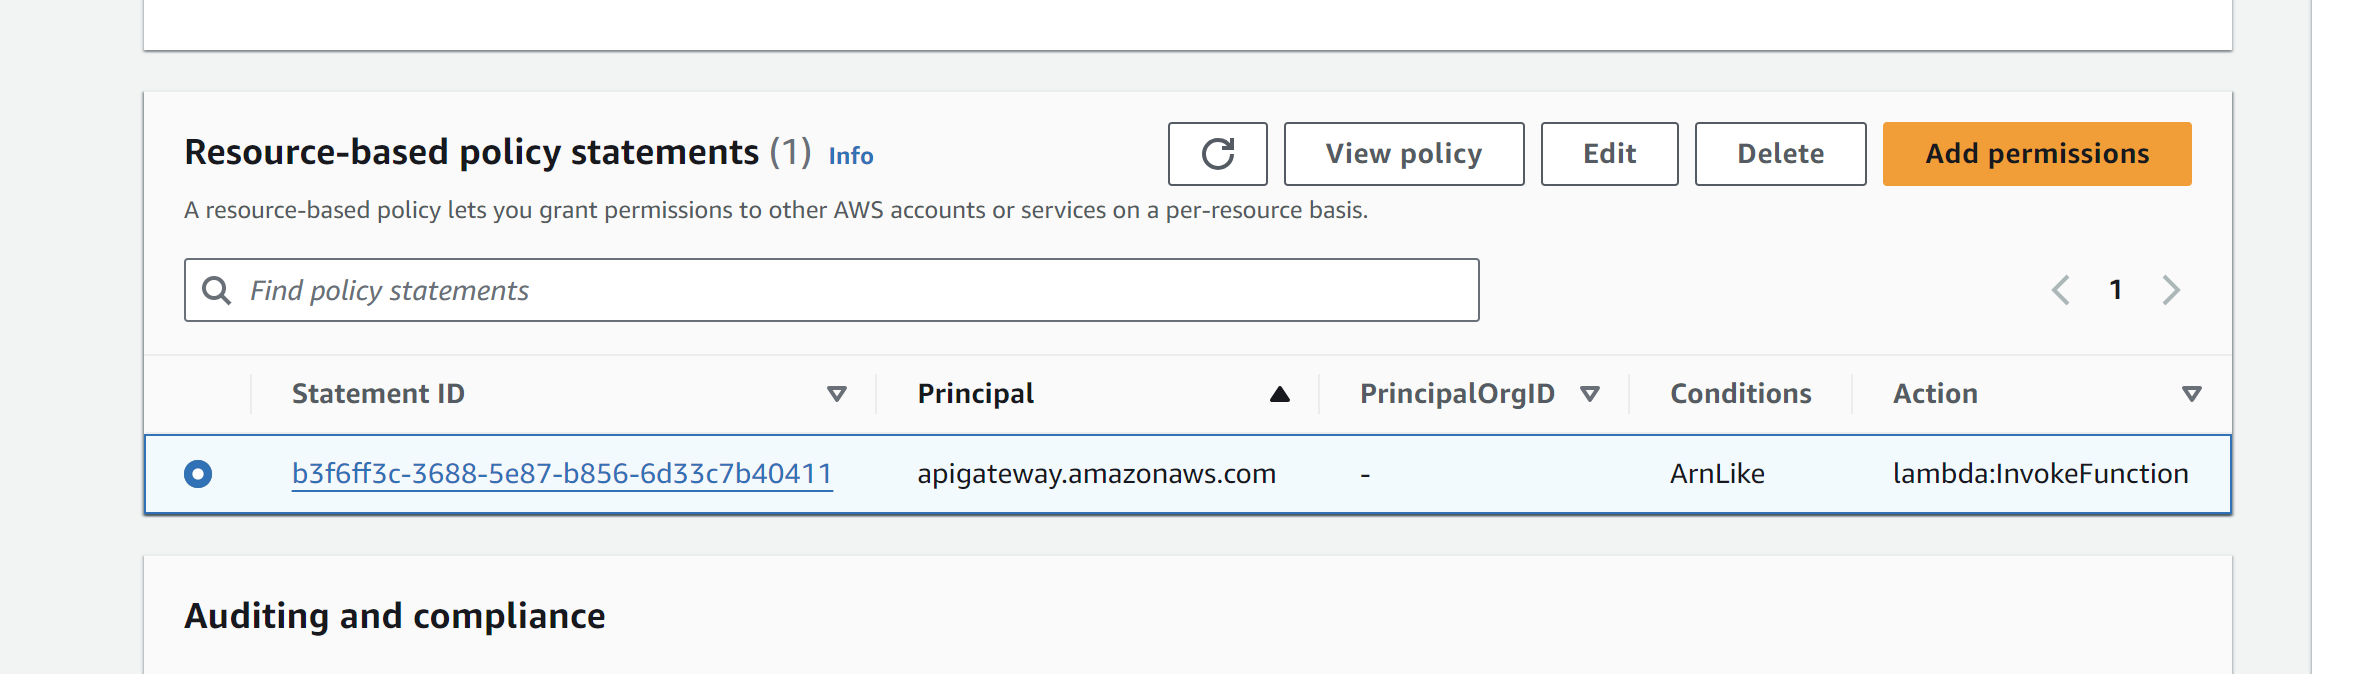 Resource-based policy statements (1) Info
View policy
Edit
Delete
Add permissions
A resource-based policy lets you grant permissions to other AWS accounts or services on a per-resource basis.
Find policy statements
1
Statement ID
Principal
PrincipalOrgID
Conditions
Action
b3f6ff3c-3688-5e87-b856-6d33c7b40411
apigateway.amazonaws.com
-
ArnLike
lambda:InvokeFunction
Auditing and compliance